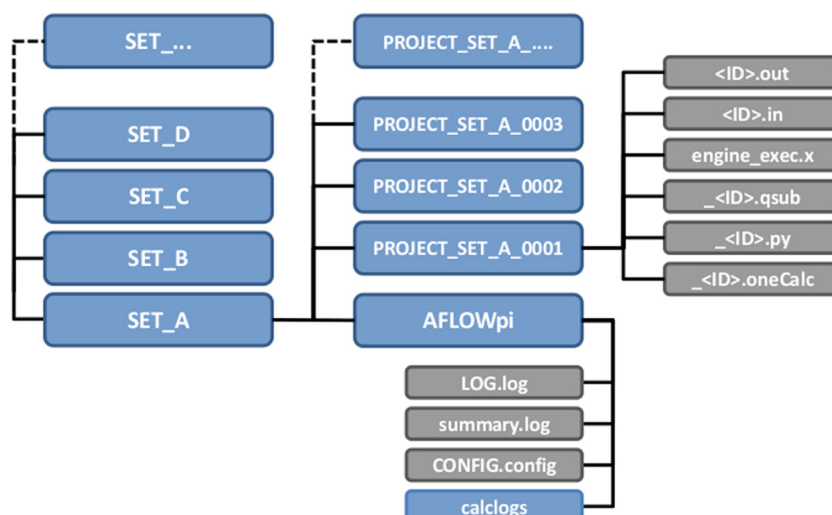 SET_...
SET_D
SET_C
SET_B
SET_A
PROJECT_SET_A_....
PROJECT_SET_A_0003
PROJECT_SET_A_0002
PROJECT_SET_A_0001
AFLOWpi
LOG.log
summary.log
CONFIG.config
calclogs
<ID>.out
<ID>.in
engine_exec.x
_<ID>.qsub
_<ID>.py
_<ID>.oneCalc